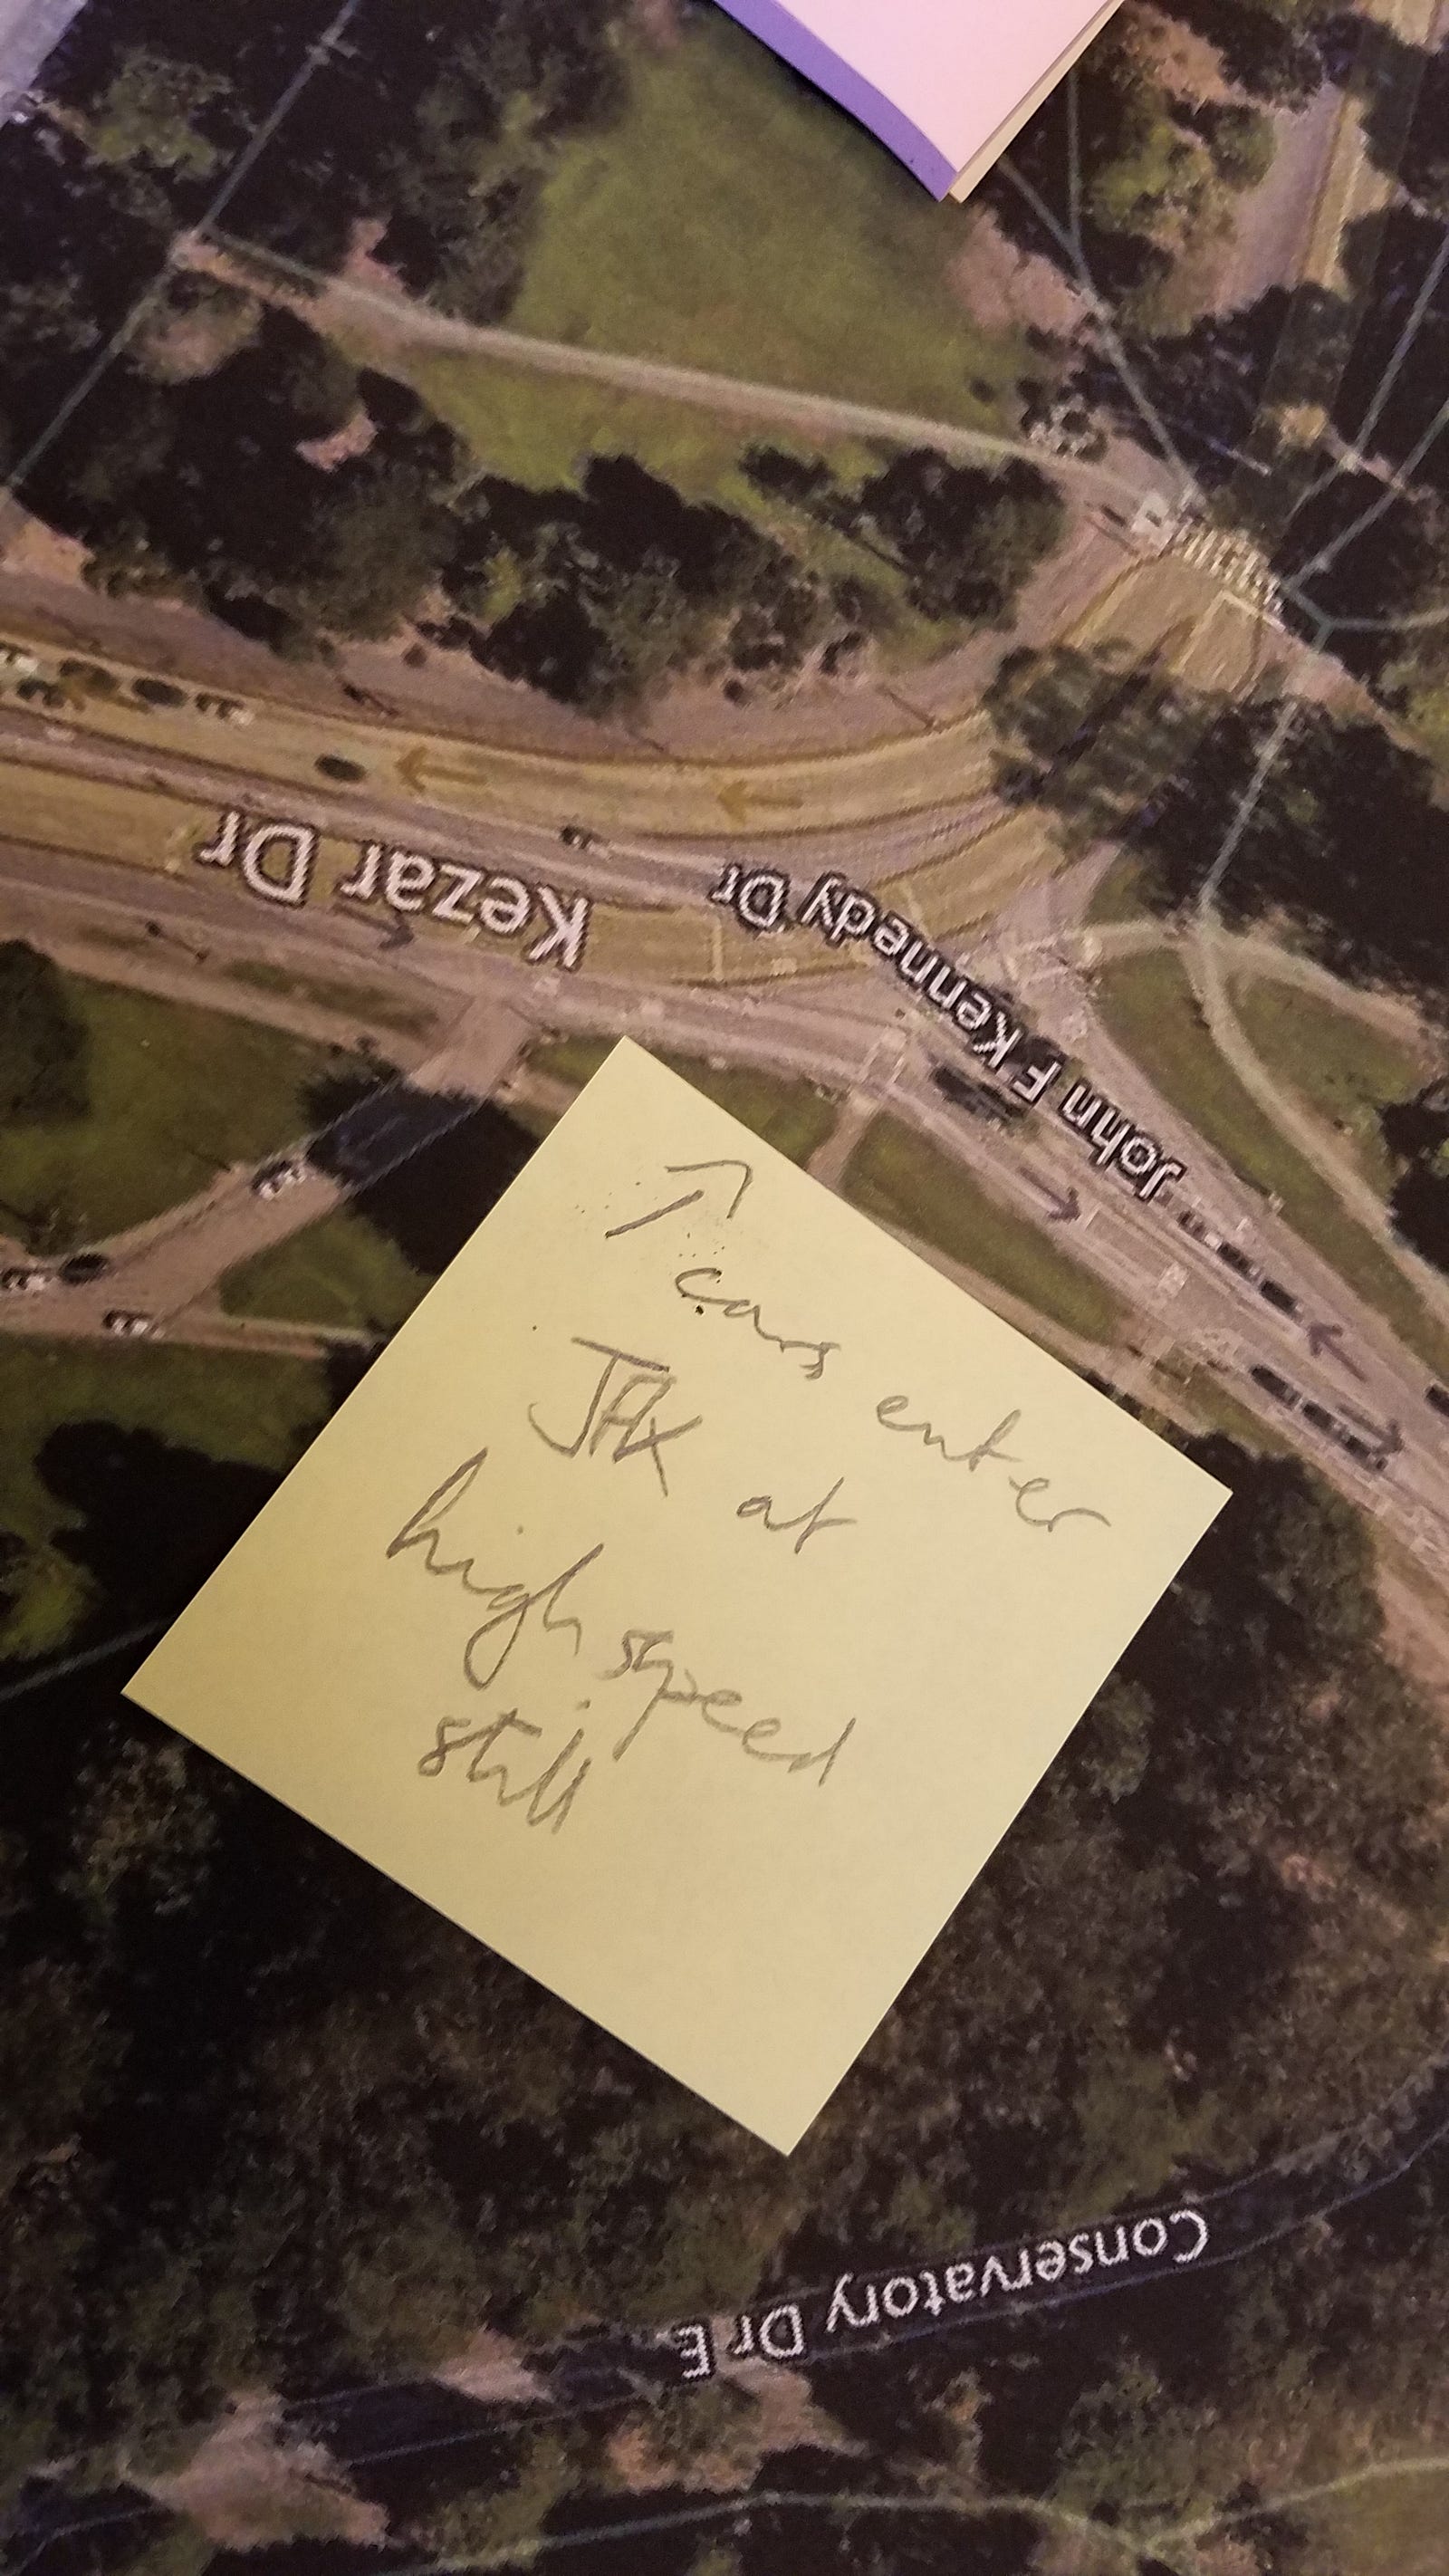 Kezar Dr
John F Kennedy Dr
cars enter
JFK at
high speed
still
Conservatory Dr E